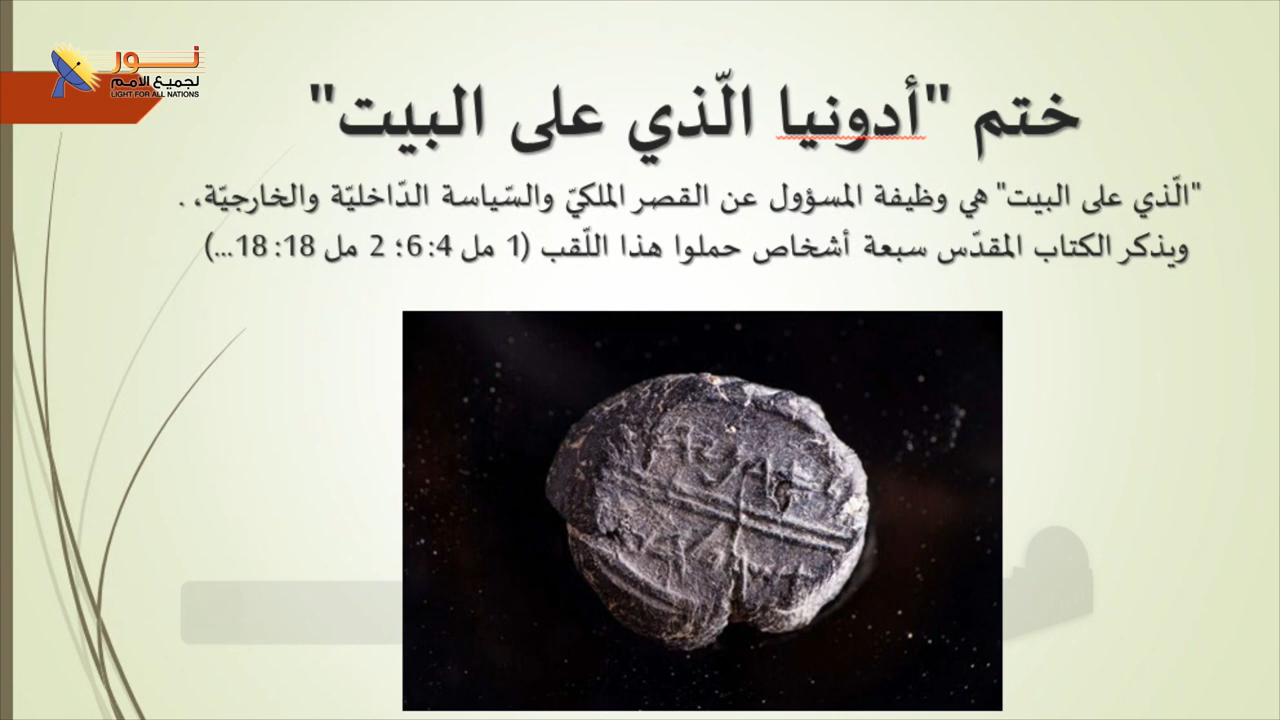 نور
لجميع الأمم
LIGHT FOR ALL NATIONS
ختم "أدونيا الّذي على البيت"
"الّذي على البيت" هي وظيفة المسؤول عن القصر الملكيّ والسّياسة الدّاخليّة والخارجيّة، .
ويذكر الكتاب المقدّس سبعة أشخاص حملوا هذا اللّقب (1 مل 4: 6؛ 2 مل 18: 18...)